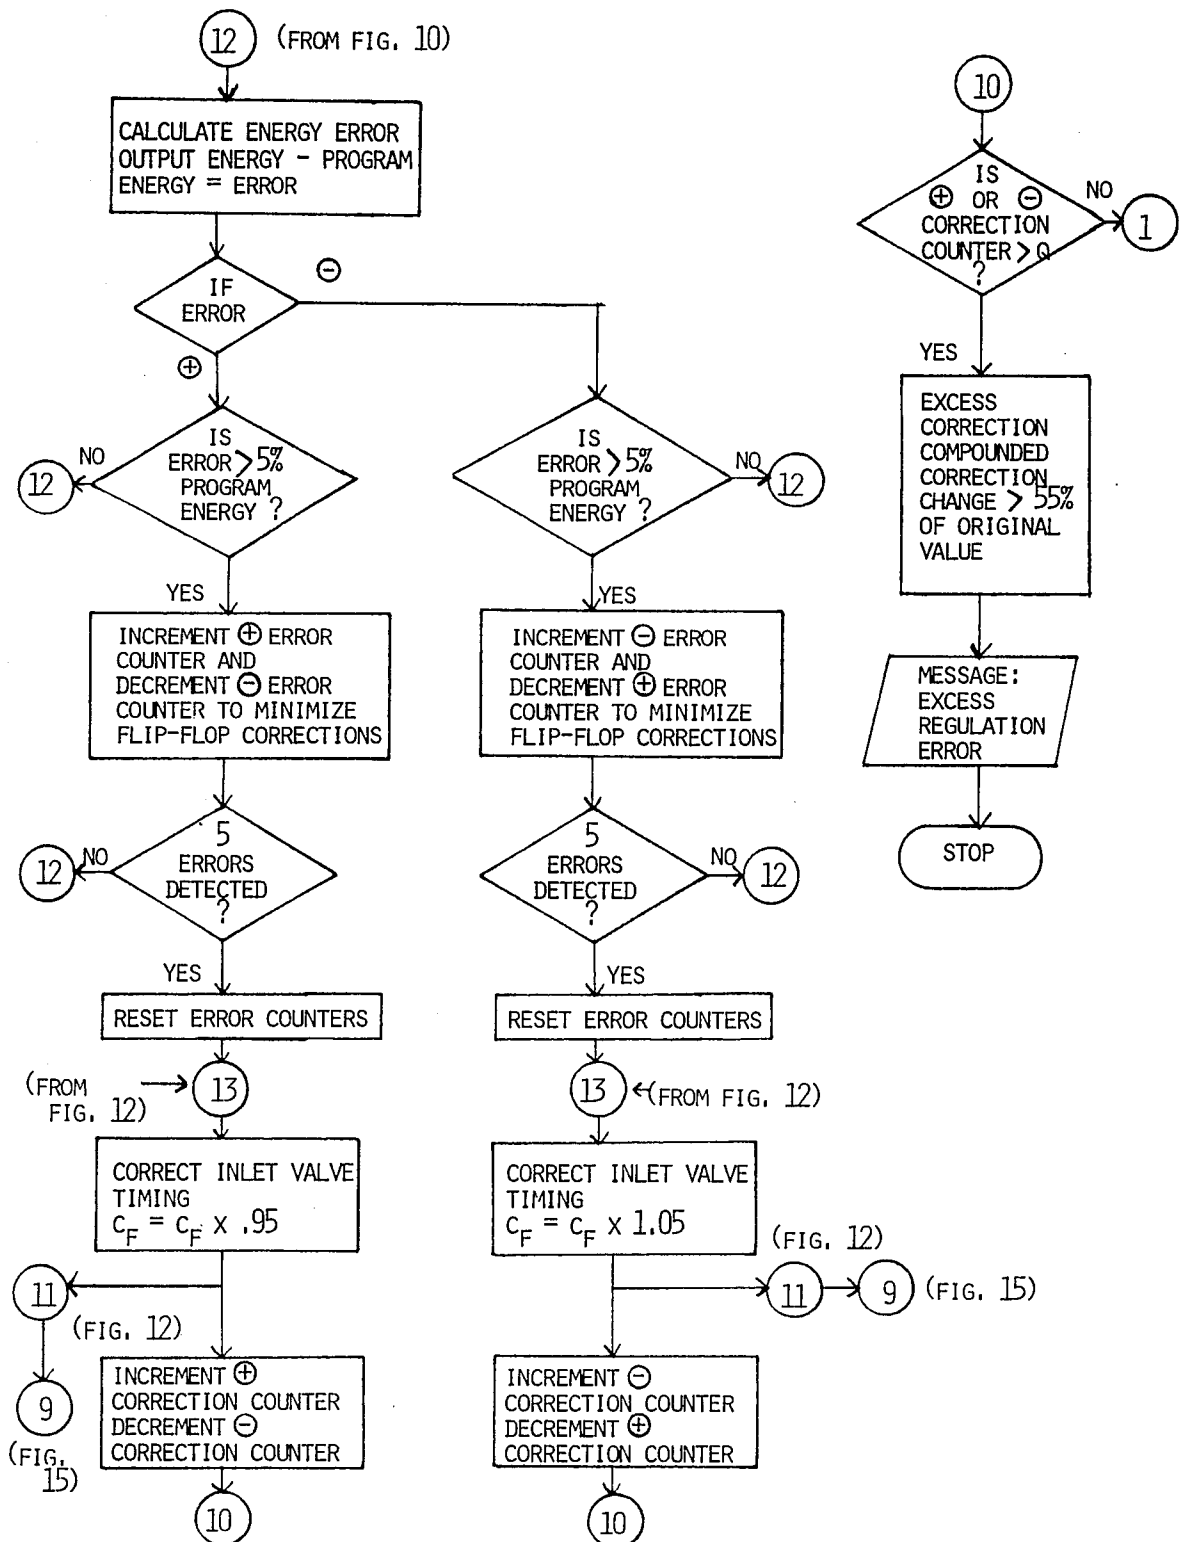 12 (FROM FIG. 10)
CALCULATE ENERGY ERROR
OUTPUT ENERGY - PROGRAM
ENERGY = ERROR
IF
ERROR
⊖
⊕
IS
ERROR > 5%
PROGRAM
ENERGY ?
NO
12
YES
INCREMENT ⊕ ERROR
COUNTER AND
DECREMENT ⊖ ERROR
COUNTER TO MINIMIZE
FLIP-FLOP CORRECTIONS
5
ERRORS
DETECTED
?
NO
12
YES
RESET ERROR COUNTERS
(FROM
FIG. 12)
13
CORRECT INLET VALVE
TIMING
C_F = C_F X .95
11
(FIG. 12)
9
(FIG.
15)
INCREMENT ⊕
CORRECTION COUNTER
DECREMENT ⊖
CORRECTION COUNTER
10
IS
ERROR > 5%
PROGRAM
ENERGY ?
NO
12
YES
INCREMENT ⊖ ERROR
COUNTER AND
DECREMENT ⊕ ERROR
COUNTER TO MINIMIZE
FLIP-FLOP CORRECTIONS
5
ERRORS
DETECTED
?
NO
12
YES
RESET ERROR COUNTERS
13
(FROM FIG. 12)
CORRECT INLET VALVE
TIMING
C_F = C_F X 1.05
(FIG. 12)
11
9
(FIG. 15)
INCREMENT ⊖
CORRECTION COUNTER
DECREMENT ⊕
CORRECTION COUNTER
10
10
IS
⊕ OR ⊖
CORRECTION
COUNTER > Q
?
NO
1
YES
EXCESS
CORRECTION
COMPOUNDED
CORRECTION
CHANGE > 55%
OF ORIGINAL
VALUE
MESSAGE:
EXCESS
REGULATION
ERROR
STOP